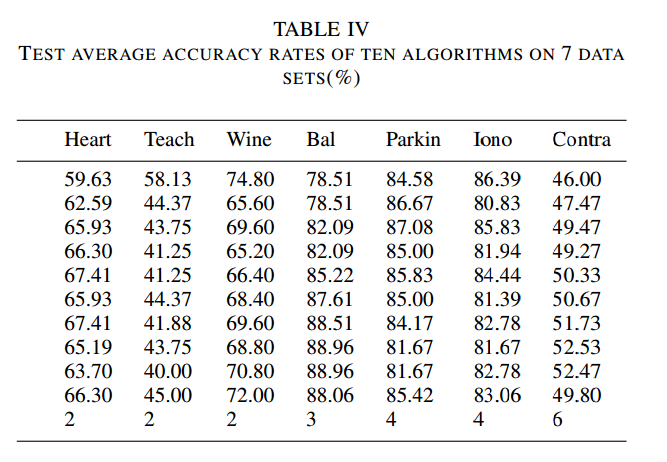 TABLE IV
TEST AVERAGE ACCURACY RATES OF TEN ALGORITHMS ON 7 DATA
SETS(%)
Heart Teach Wine Bal Parkin Iono Contra
59.63 58.13 74.80 78.51 84.58 86.39 46.00
62.59 44.37 65.60 78.51 86.67 80.83 47.47
65.93 43.75 69.60 82.09 87.08 85.83 49.47
66.30 41.25 65.20 82.09 85.00 81.94 49.27
67.41 41.25 66.40 85.22 85.83 84.44 50.33
65.93 44.37 68.40 87.61 85.00 81.39 50.67
67.41 41.88 69.60 88.51 84.17 82.78 51.73
65.19 43.75 68.80 88.96 81.67 81.67 52.53
63.70 40.00 70.80 88.96 81.67 82.78 52.47
66.30 45.00 72.00 88.06 85.42 83.06 49.80
2 2 2 3 4 4 6